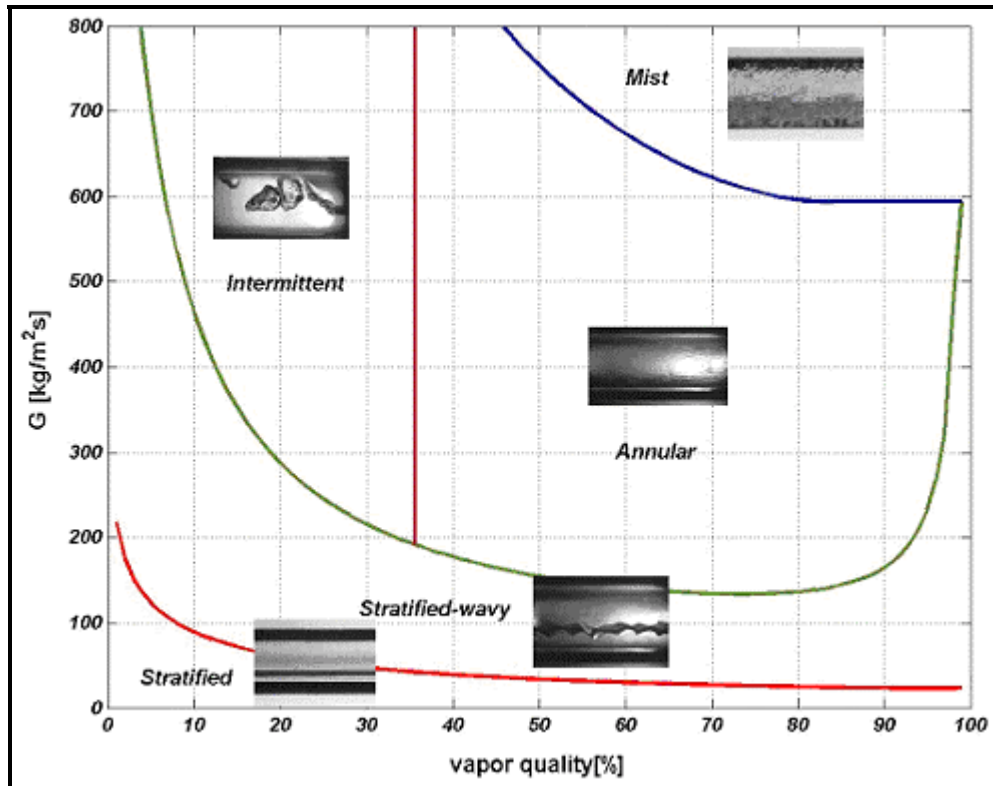 800
700
600
500
400
300
200
100
0
G [kg/m²s]
Mist
Intermittent
Annular
Stratified-wavy
Stratified
0 10 20 30 40 50 60 70 80 90 100
vapor quality[%]